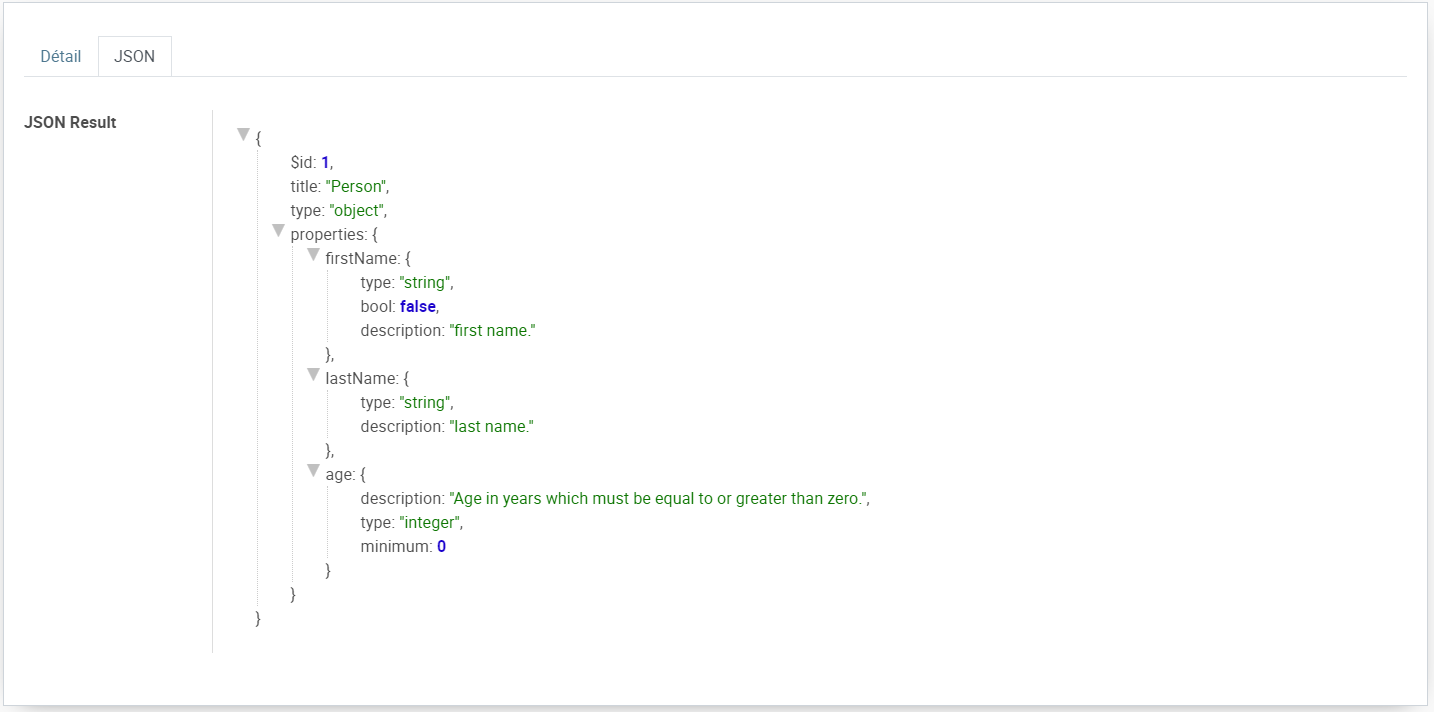 Détail JSON
JSON Result
{
$id: 1,
title: "Person",
type: "object",
properties: {
firstName: {
type: "string",
bool: false,
description: "first name."
},
lastName: {
type: "string",
description: "last name."
},
age: {
description: "Age in years which must be equal to or greater than zero.",
type: "integer",
minimum: 0
}
}
}